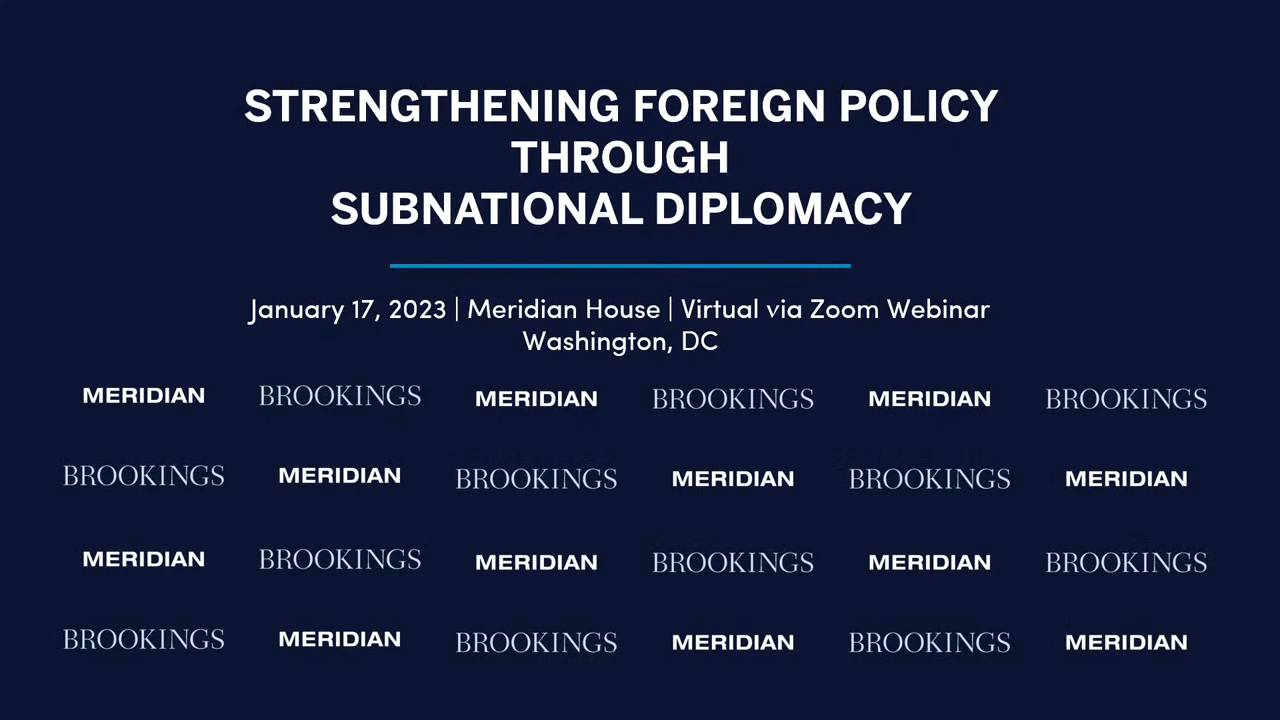 STRENGTHENING FOREIGN POLICY
THROUGH
SUBNATIONAL DIPLOMACY
January 17, 2023 | Meridian House | Virtual via Zoom Webinar
Washington, DC
MERIDIAN BROOKINGS MERIDIAN BROOKINGS MERIDIAN BROOKINGS
BROOKINGS MERIDIAN BROOKINGS MERIDIAN BROOKINGS MERIDIAN
MERIDIAN BROOKINGS MERIDIAN BROOKINGS MERIDIAN BROOKINGS
BROOKINGS MERIDIAN BROOKINGS MERIDIAN BROOKINGS MERIDIAN